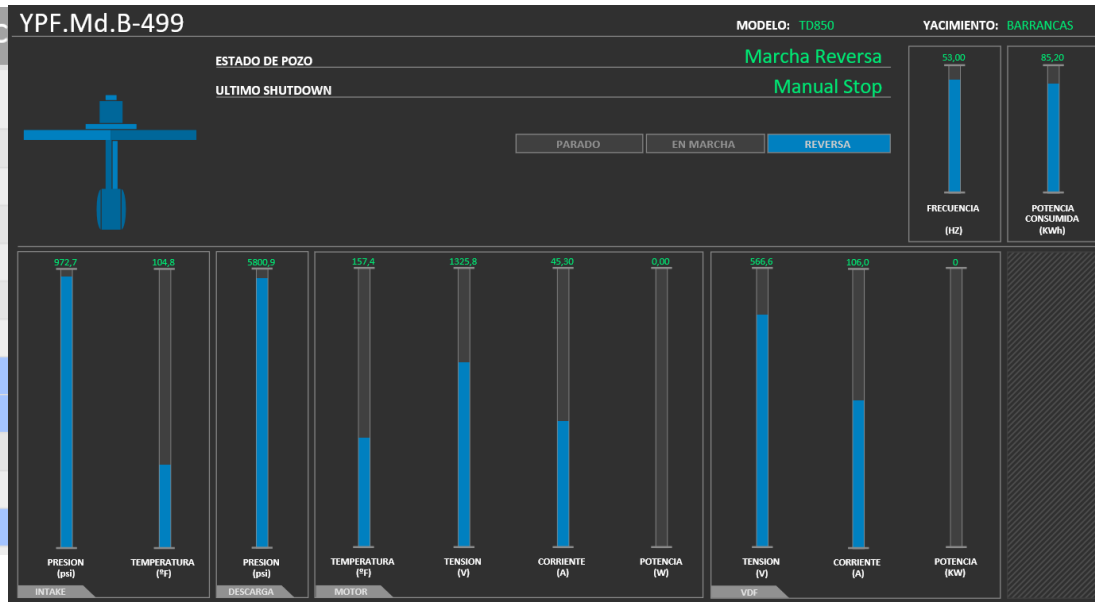 YPF.Md.B-499
MODELO: TD850
YACIMIENTO: BARRANCAS
ESTADO DE POZO
Marcha Reversa
ULTIMO SHUTDOWN
Manual Stop
PARADO
EN MARCHA
REVERSA
53,00
FRECUENCIA
(HZ)
85,20
POTENCIA
CONSUMIDA
(KWh)
972,7
PRESION
(psi)
104,8
TEMPERATURA
(ºF)
INTAKE
5800,9
PRESION
(psi)
DESCARGA
157,4
TEMPERATURA
(ºF)
1325,8
TENSION
(V)
45,30
CORRIENTE
(A)
0,00
POTENCIA
(W)
MOTOR
566,6
TENSION
(V)
106,0
CORRIENTE
(A)
0
POTENCIA
(KW)
VDF